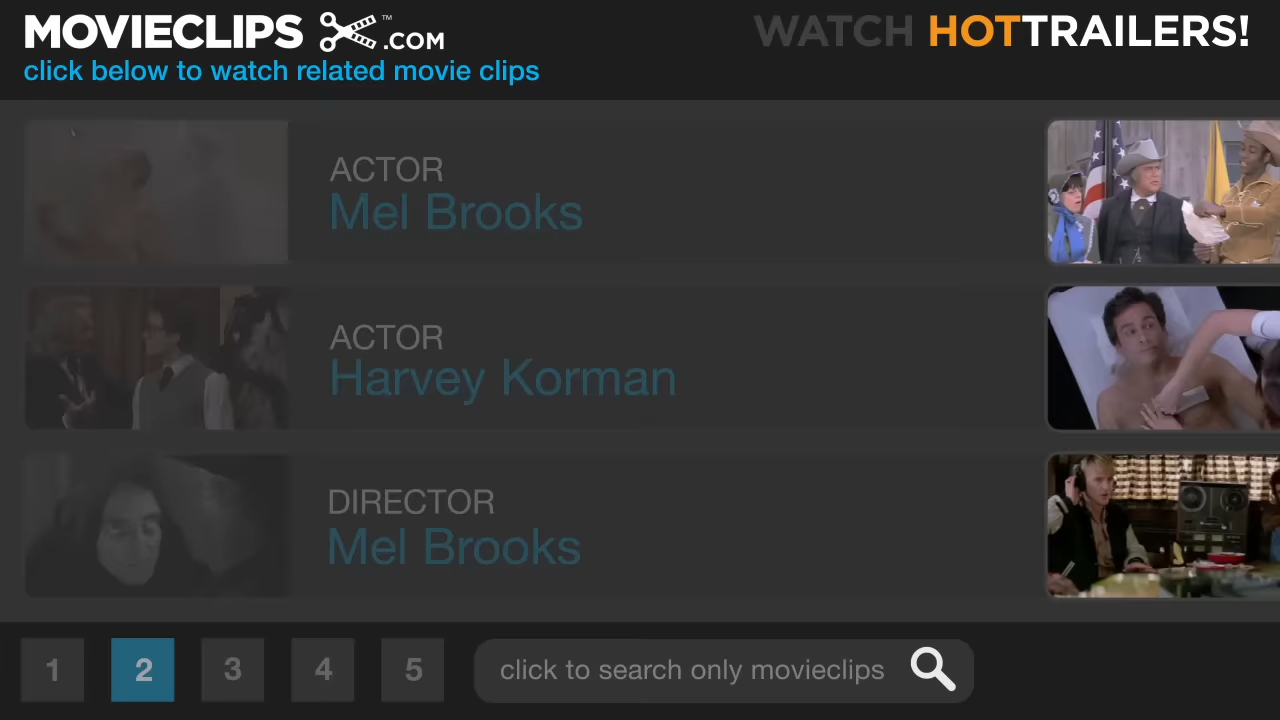 MOVIECLIPS ™ .COM
click below to watch related movie clips
WATCH HOTTRAILERS!
ACTOR
Mel Brooks
ACTOR
Harvey Korman
DIRECTOR
Mel Brooks
1 2 3 4 5
click to search only movieclips